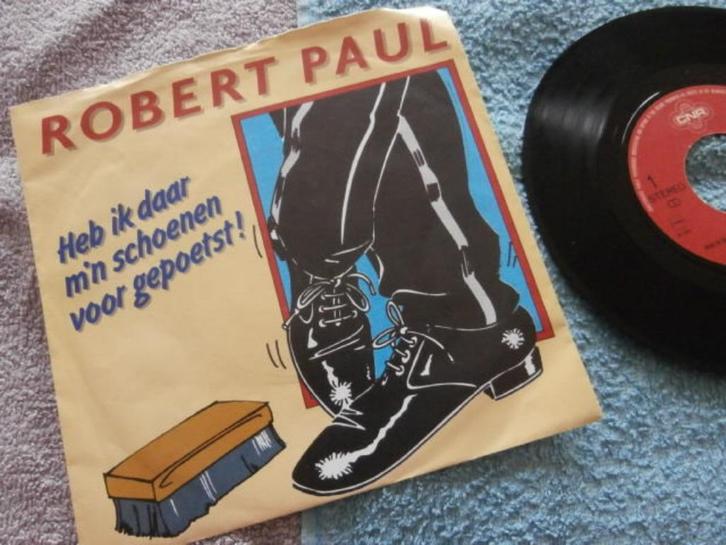 ROBERT PAUL
Heb ik daar
m'n schoenen
voor gepoetst!
CNR
1
STEREO